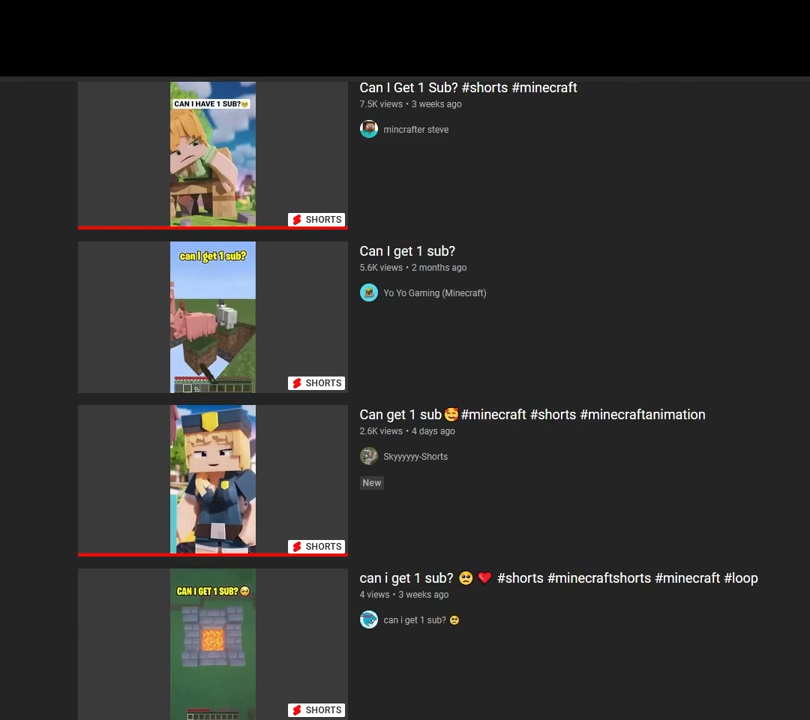 Can I Get 1 Sub? #shorts #minecraft
7.5K views • 3 weeks ago
CAN I HAVE 1 SUB?🥺
mincrafter steve
SHORTS
Can I get 1 sub?
can I get 1 sub?
5.6K views • 2 months ago
Yo Yo Gaming (Minecraft)
SHORTS
Can get 1 sub🥰#minecraft #shorts #minecraftanimation
2.6K views • 4 days ago
Skyyyyyy-Shorts
New
SHORTS
can i get 1 sub? 🥺 ❤️ #shorts #minecraftshorts #minecraft #loop
CAN I GET 1 SUB? 🥺
4 views • 3 weeks ago
can i get 1 sub? 🥺
SHORTS